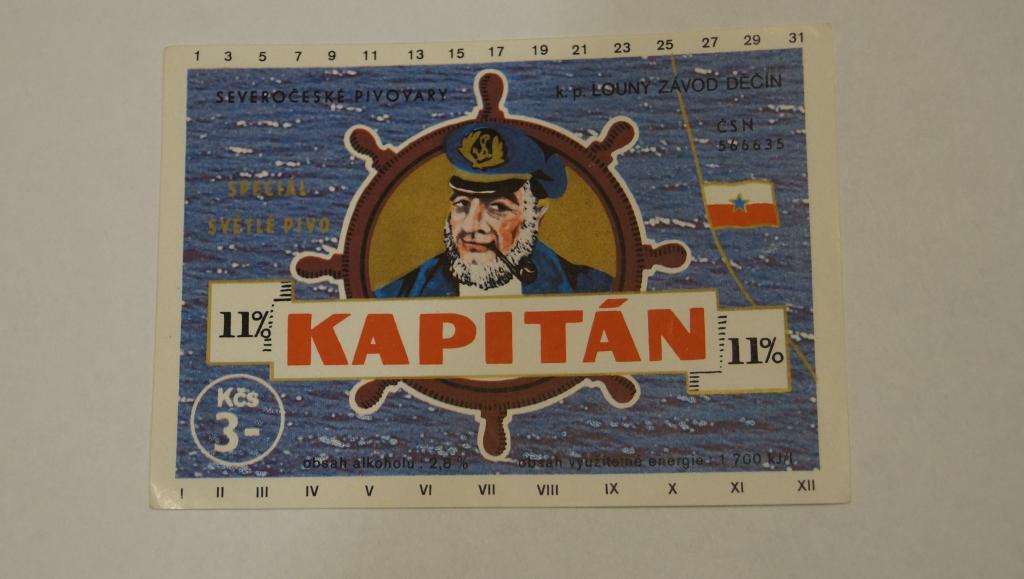 1 3 5 7 9 11 13 15 17 19 21 23 25 27 29 31
SEVEROČESKÉ PIVOVARY
k. p. LOUNY ZÁVOD DĚČÍN
ČSN
566635
SPECIÁL
SVĚTLÉ PIVO
11% KAPITÁN 11%
Kčs
3-
obsah alkoholu : 2,8 % obsah využitelné energie : 1 700 kJ/l
I II III IV V VI VII VIII IX X XI XII